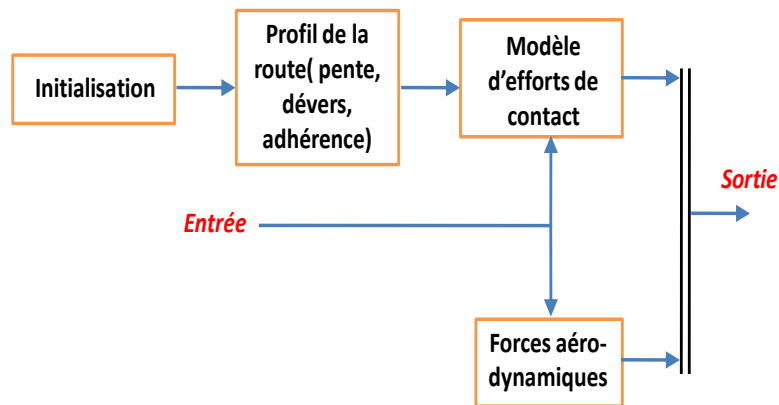 Initialisation
Profil de la
route( pente,
dévers,
adhérence)
Modèle
d'efforts de
contact
Entrée
Sortie
Forces aéro-
dynamiques